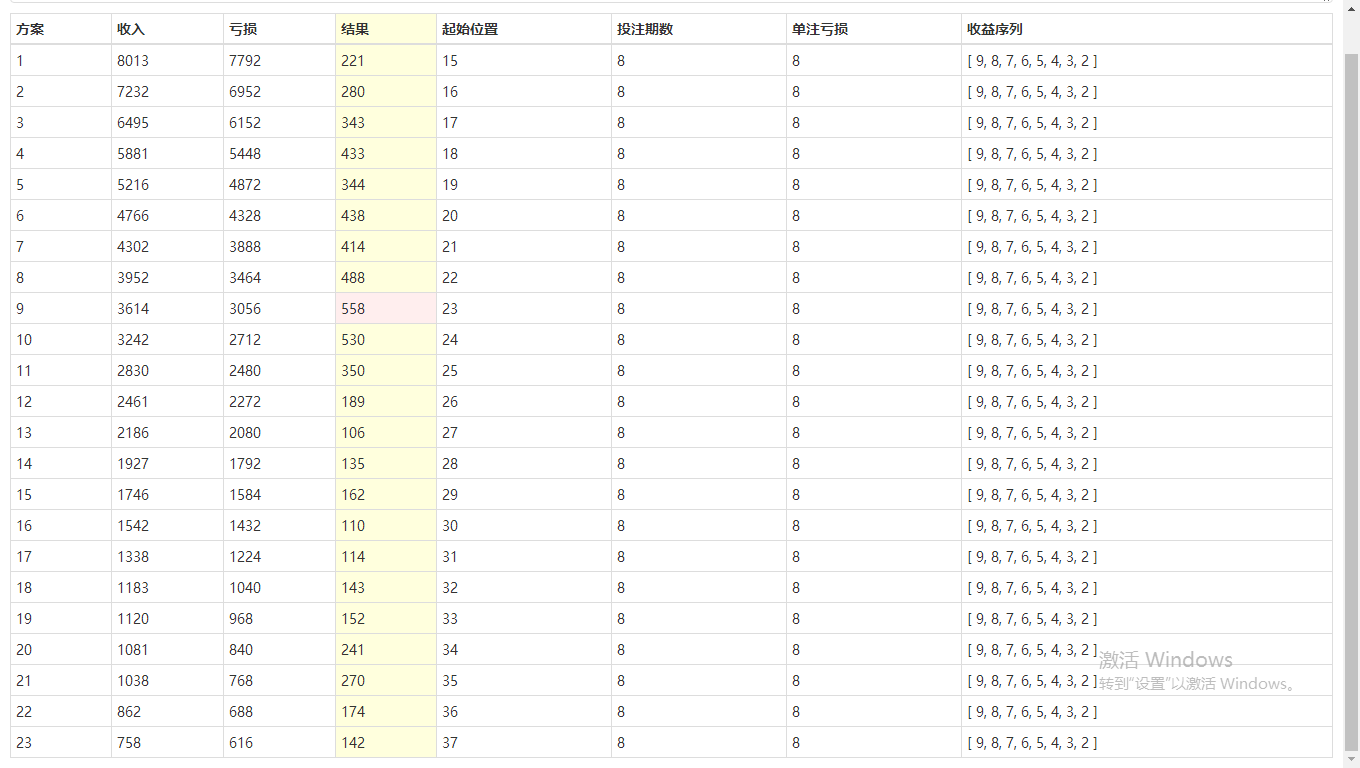 方案 收入 亏损 结果 起始位置 投注期数 单注亏损 收益序列
1 8013 7792 221 15 8 8 [ 9, 8, 7, 6, 5, 4, 3, 2 ]
2 7232 6952 280 16 8 8 [ 9, 8, 7, 6, 5, 4, 3, 2 ]
3 6495 6152 343 17 8 8 [ 9, 8, 7, 6, 5, 4, 3, 2 ]
4 5881 5448 433 18 8 8 [ 9, 8, 7, 6, 5, 4, 3, 2 ]
5 5216 4872 344 19 8 8 [ 9, 8, 7, 6, 5, 4, 3, 2 ]
6 4766 4328 438 20 8 8 [ 9, 8, 7, 6, 5, 4, 3, 2 ]
7 4302 3888 414 21 8 8 [ 9, 8, 7, 6, 5, 4, 3, 2 ]
8 3952 3464 488 22 8 8 [ 9, 8, 7, 6, 5, 4, 3, 2 ]
9 3614 3056 558 23 8 8 [ 9, 8, 7, 6, 5, 4, 3, 2 ]
10 3242 2712 530 24 8 8 [ 9, 8, 7, 6, 5, 4, 3, 2 ]
11 2830 2480 350 25 8 8 [ 9, 8, 7, 6, 5, 4, 3, 2 ]
12 2461 2272 189 26 8 8 [ 9, 8, 7, 6, 5, 4, 3, 2 ]
13 2186 2080 106 27 8 8 [ 9, 8, 7, 6, 5, 4, 3, 2 ]
14 1927 1792 135 28 8 8 [ 9, 8, 7, 6, 5, 4, 3, 2 ]
15 1746 1584 162 29 8 8 [ 9, 8, 7, 6, 5, 4, 3, 2 ]
16 1542 1432 110 30 8 8 [ 9, 8, 7, 6, 5, 4, 3, 2 ]
17 1338 1224 114 31 8 8 [ 9, 8, 7, 6, 5, 4, 3, 2 ]
18 1183 1040 143 32 8 8 [ 9, 8, 7, 6, 5, 4, 3, 2 ]
19 1120 968 152 33 8 8 [ 9, 8, 7, 6, 5, 4, 3, 2 ]
20 1081 840 241 34 8 8 [ 9, 8, 7, 6, 5, 4, 3, 2 ]
激活 Windows
21 1038 768 270 35 8 8 [ 9, 8, 7, 6, 5, 4, 3, 2 ]
转到“设置”以激活 Windows。
22 862 688 174 36 8 8 [ 9, 8, 7, 6, 5, 4, 3, 2 ]
23 758 616 142 37 8 8 [ 9, 8, 7, 6, 5, 4, 3, 2 ]